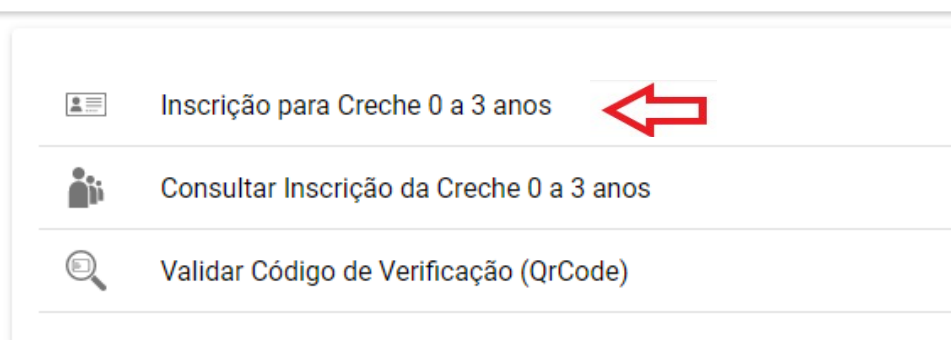 Inscrição para Creche 0 a 3 anos
Consultar Inscrição da Creche 0 a 3 anos
Validar Código de Verificação (QrCode)